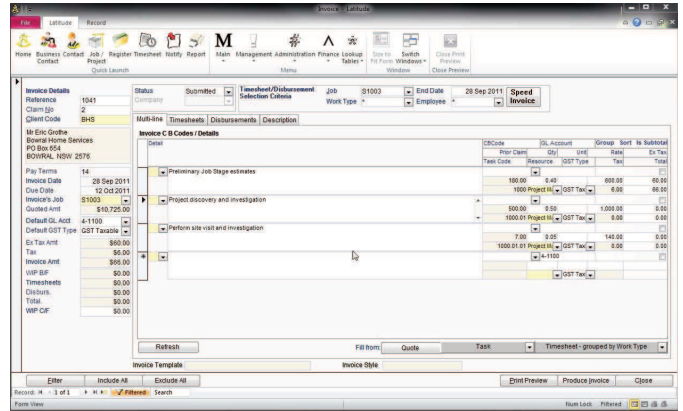 Invoice - Latitude
File Latitude Record
Home Business Contact Contact Job / Project Register Timesheet Notify Report Main Management Administration Finance Lookup Tables Size to Fit Form Switch Windows Close Print Preview
Quick Launch Menu Window Close Preview
Invoice Details
Reference 1041
Claim No 2
Client Code BHS
Mr Eric Grothe
Bowral Home Services
PO Box 654
BOWRAL NSW 2576
Pay Terms 14
Invoice Date 28 Sep 2011
Due Date 12 Oct 2011
Invoice's Job S1003
Quoted Amt $10,725.00
Default GL Acct 4-1100
Default GST Type GST Taxable
Ex Tax Amt $60.00
Tax $6.00
Invoice Amt $66.00
WIP B/F $0.00
Timesheets $0.00
Disburs. $0.00
Total. $0.00
WIP C/F $0.00
Status Submitted
Company
Timesheet/Disbursement Selection Criteria
Job S1003 End Date 28 Sep 2011
Work Type * Employee *
Speed Invoice
Multi-line Timesheets Disbursements Description
Invoice C B Codes / Details
Detail
CBCode GL Account Group Sort Is Subtotal
Prior Claim Qty Unit Rate Ex Tax
Task Code Resource GST Type Tax Total
Preliminary Job Stage estimates
100.00 0.40 600.00 60.00
1000 Project M GST Tax 6.00 66.00
Project discovery and investigation
500.00 0.50 1,000.00 0.00
1000.01 Project M GST Tax 0.00 0.00
Perform site visit and investigation
7.00 0.05 140.00 0.00
1000.01.01 Project M GST Tax 0.00 0.00
4-1100
GST Tax
Refresh Fill from: Quote Task Timesheet - grouped by Work Type
Invoice Template Invoice Style
Filter Include All Exclude All Print Preview Produce Invoice Close
Record: 1 of 1 Filtered Search
Form View Num Lock Filtered